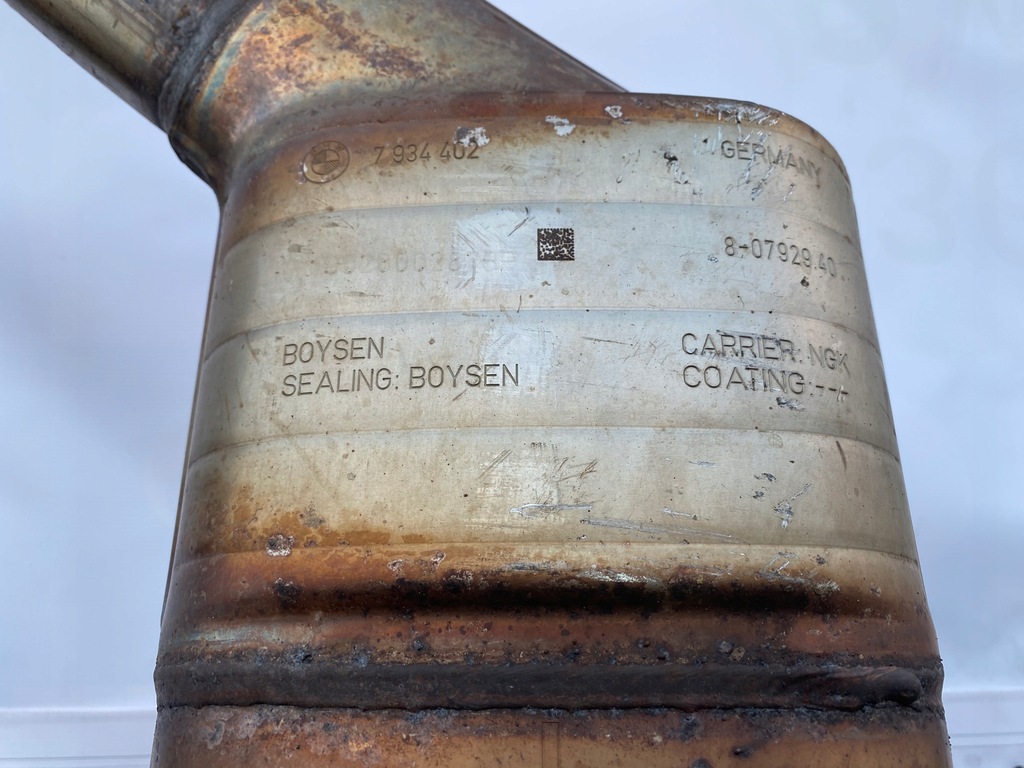 7 934 402
GERMANY
8-07929.40
BOYSEN
SEALING: BOYSEN
CARRIER: NGK
COATING:---